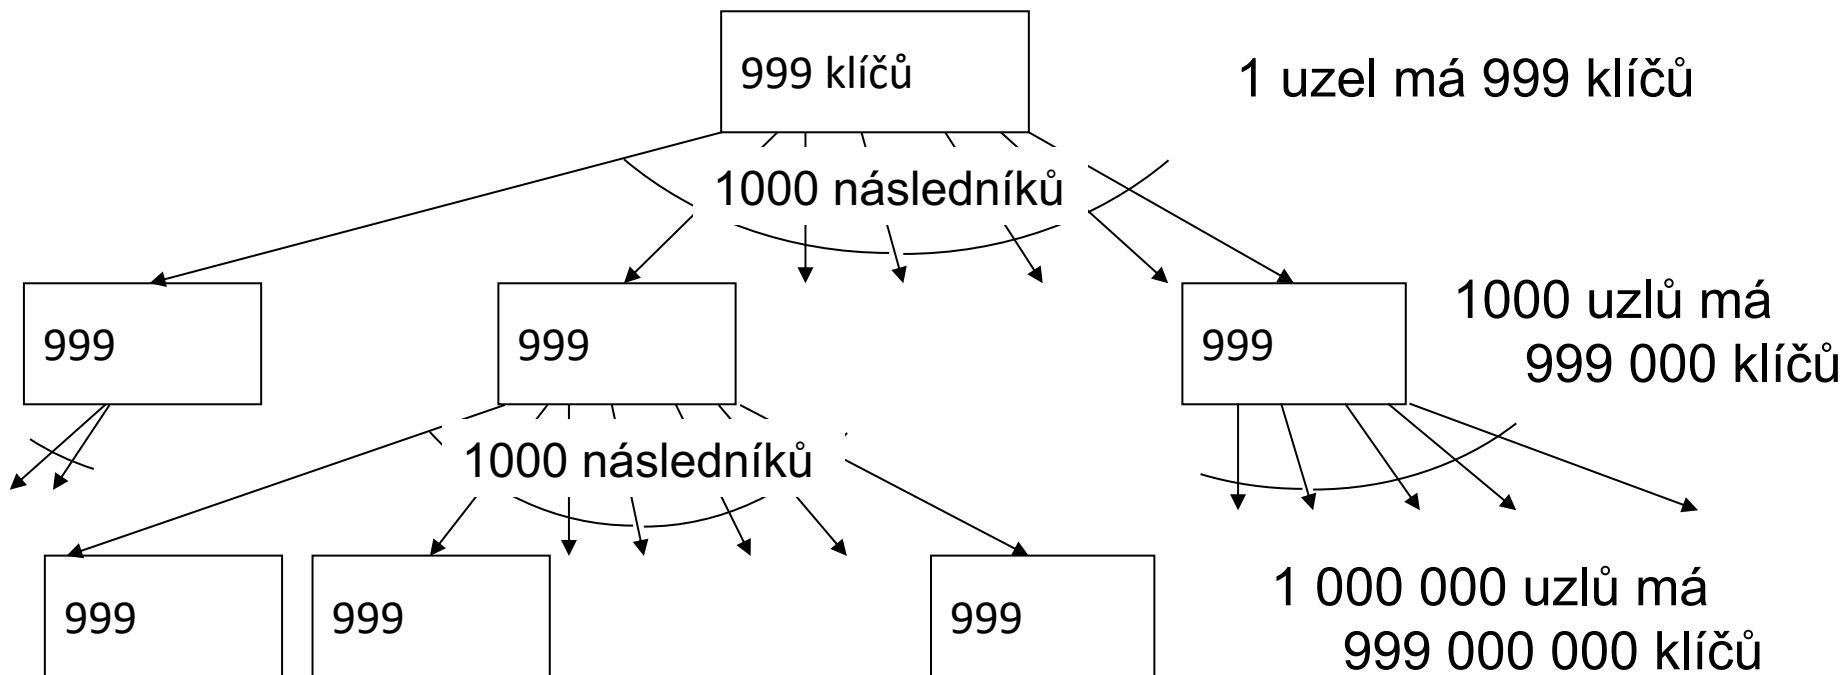 999 klíčů
1 uzel má 999 klíčů
1000 následníků
999
999
999
1000 uzlů má
999 000 klíčů
1000 následníků
999
999
999
1 000 000 uzlů má
999 000 000 klíčů